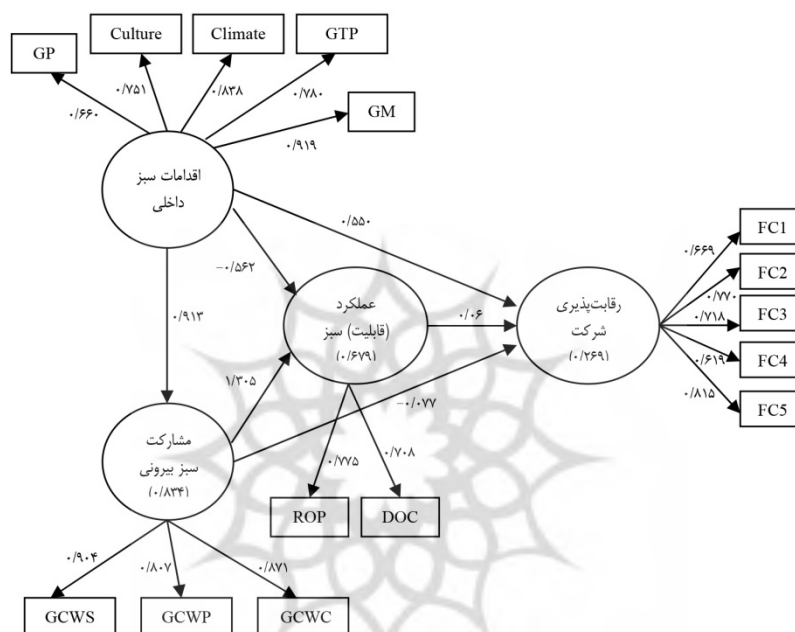 Culture
Climate
GTP
GP
GM
۰/۶۶۰
۰/۷۵۱
۰/۸۳۸
۰/۷۸۰
۰/۹۱۹
اقدامات سبز
داخلی
۰/۵۵۰
−۰/۵۶۲
۰/۹۱۳
عملکرد
(قابلیت) سبز
(۰/۶۷۹)
۰/۰۶
رقابت‌پذیری
شرکت
(۰/۲۶۹)
FC1
۰/۶۶۹
FC2
۰/۷۷۰
FC3
۰/۷۱۸
FC4
۰/۶۱۹
FC5
۰/۸۱۵
۱/۳۰۵
−۰/۰۷۷
مشارکت
سبز بیرونی
(۰/۸۳۴)
۰/۷۷۵
۰/۷۰۸
ROP
DOC
۰/۹۰۴
۰/۸۰۷
۰/۸۷۱
GCWS
GCWP
GCWC